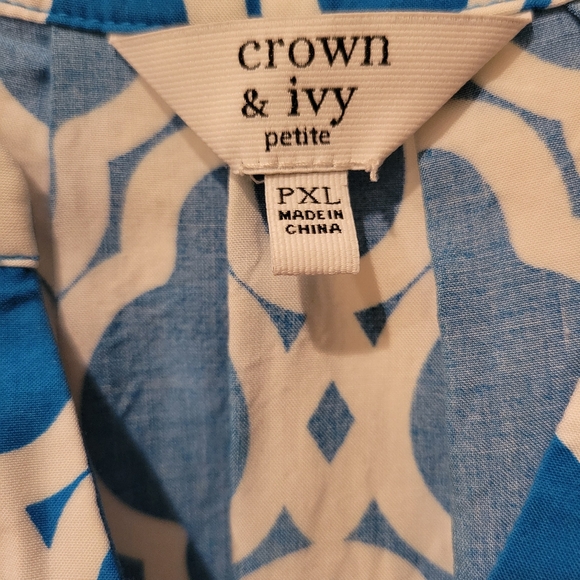 crown
& ivy
petite
PXL
MADE IN
CHINA